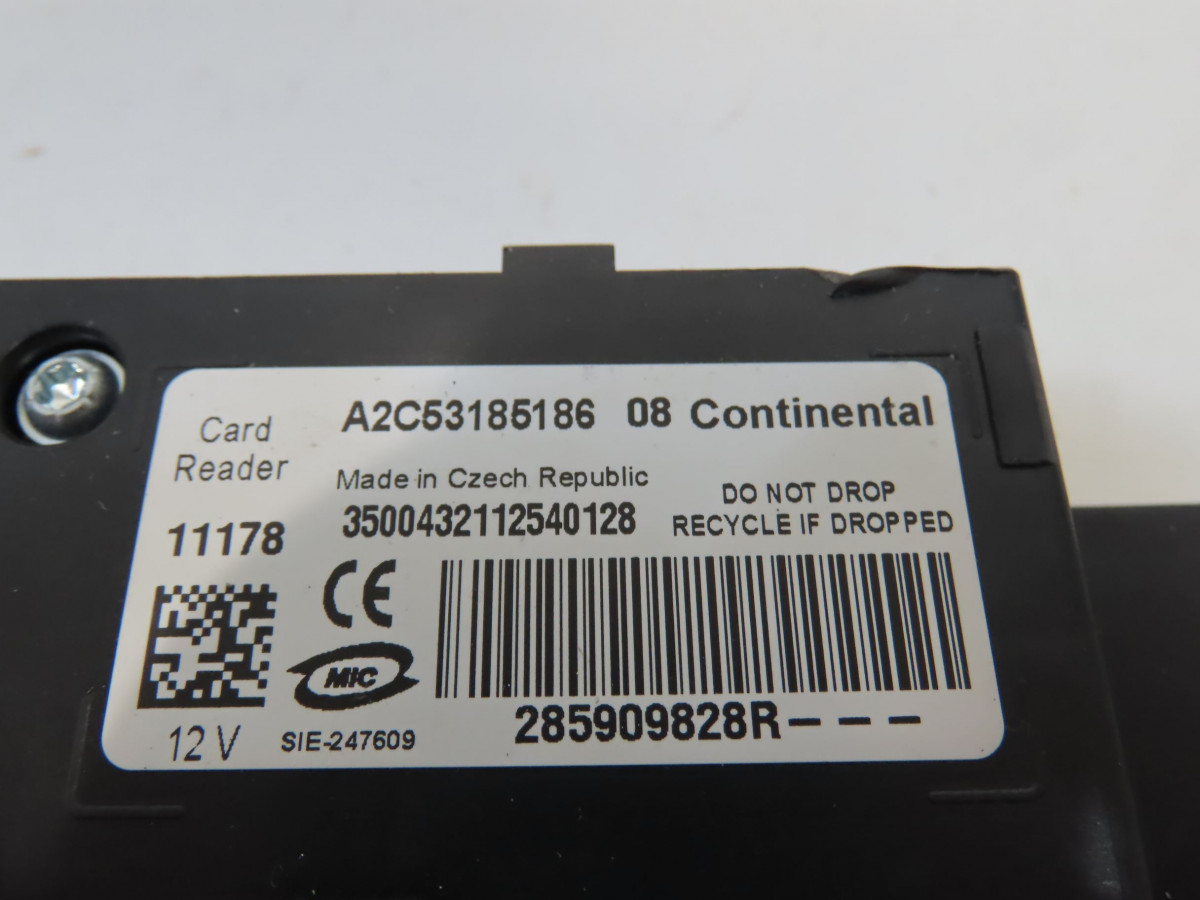 Card
Reader
11178
A2C53185186 08 Continental
Made in Czech Republic
3500432112540128
DO NOT DROP
RECYCLE IF DROPPED
CE
MIC
12 V
SIE-247609
285909828R- - -